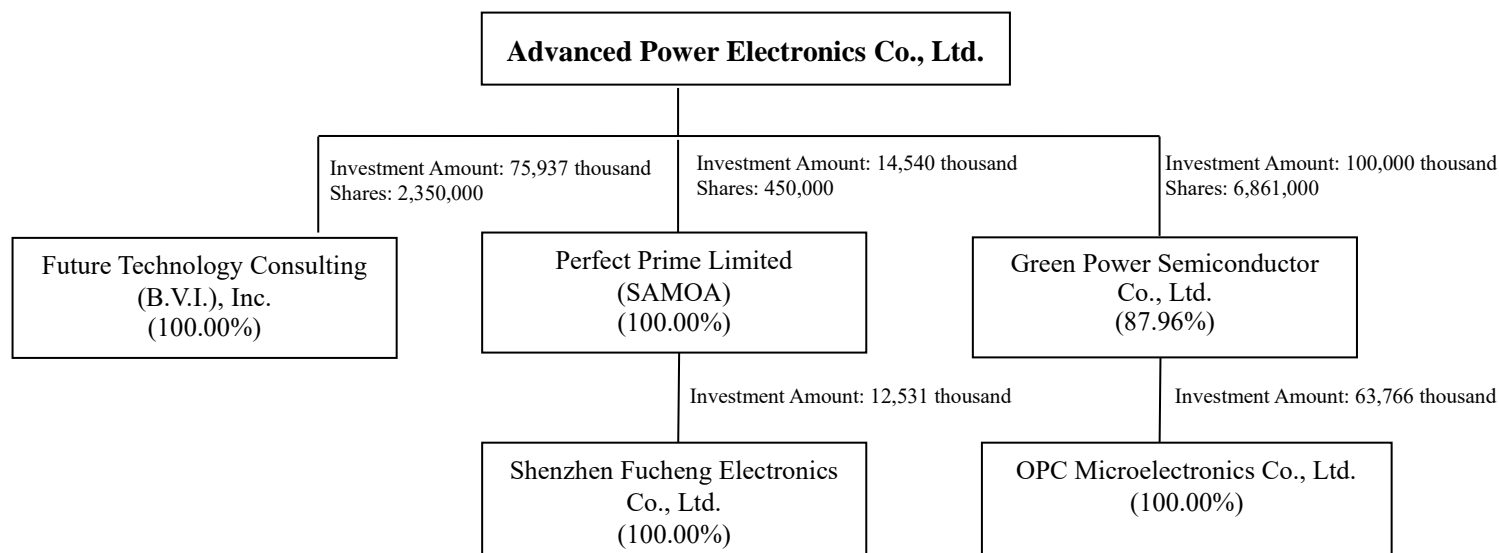 Advanced Power Electronics Co., Ltd.
Investment Amount: 75,937 thousand
Shares: 2,350,000
Investment Amount: 14,540 thousand
Shares: 450,000
Investment Amount: 100,000 thousand
Shares: 6,861,000
Future Technology Consulting
(B.V.I.), Inc.
(100.00%)
Perfect Prime Limited
(SAMOA)
(100.00%)
Green Power Semiconductor
Co., Ltd.
(87.96%)
Investment Amount: 12,531 thousand
Investment Amount: 63,766 thousand
Shenzhen Fucheng Electronics
Co., Ltd.
(100.00%)
OPC Microelectronics Co., Ltd.
(100.00%)